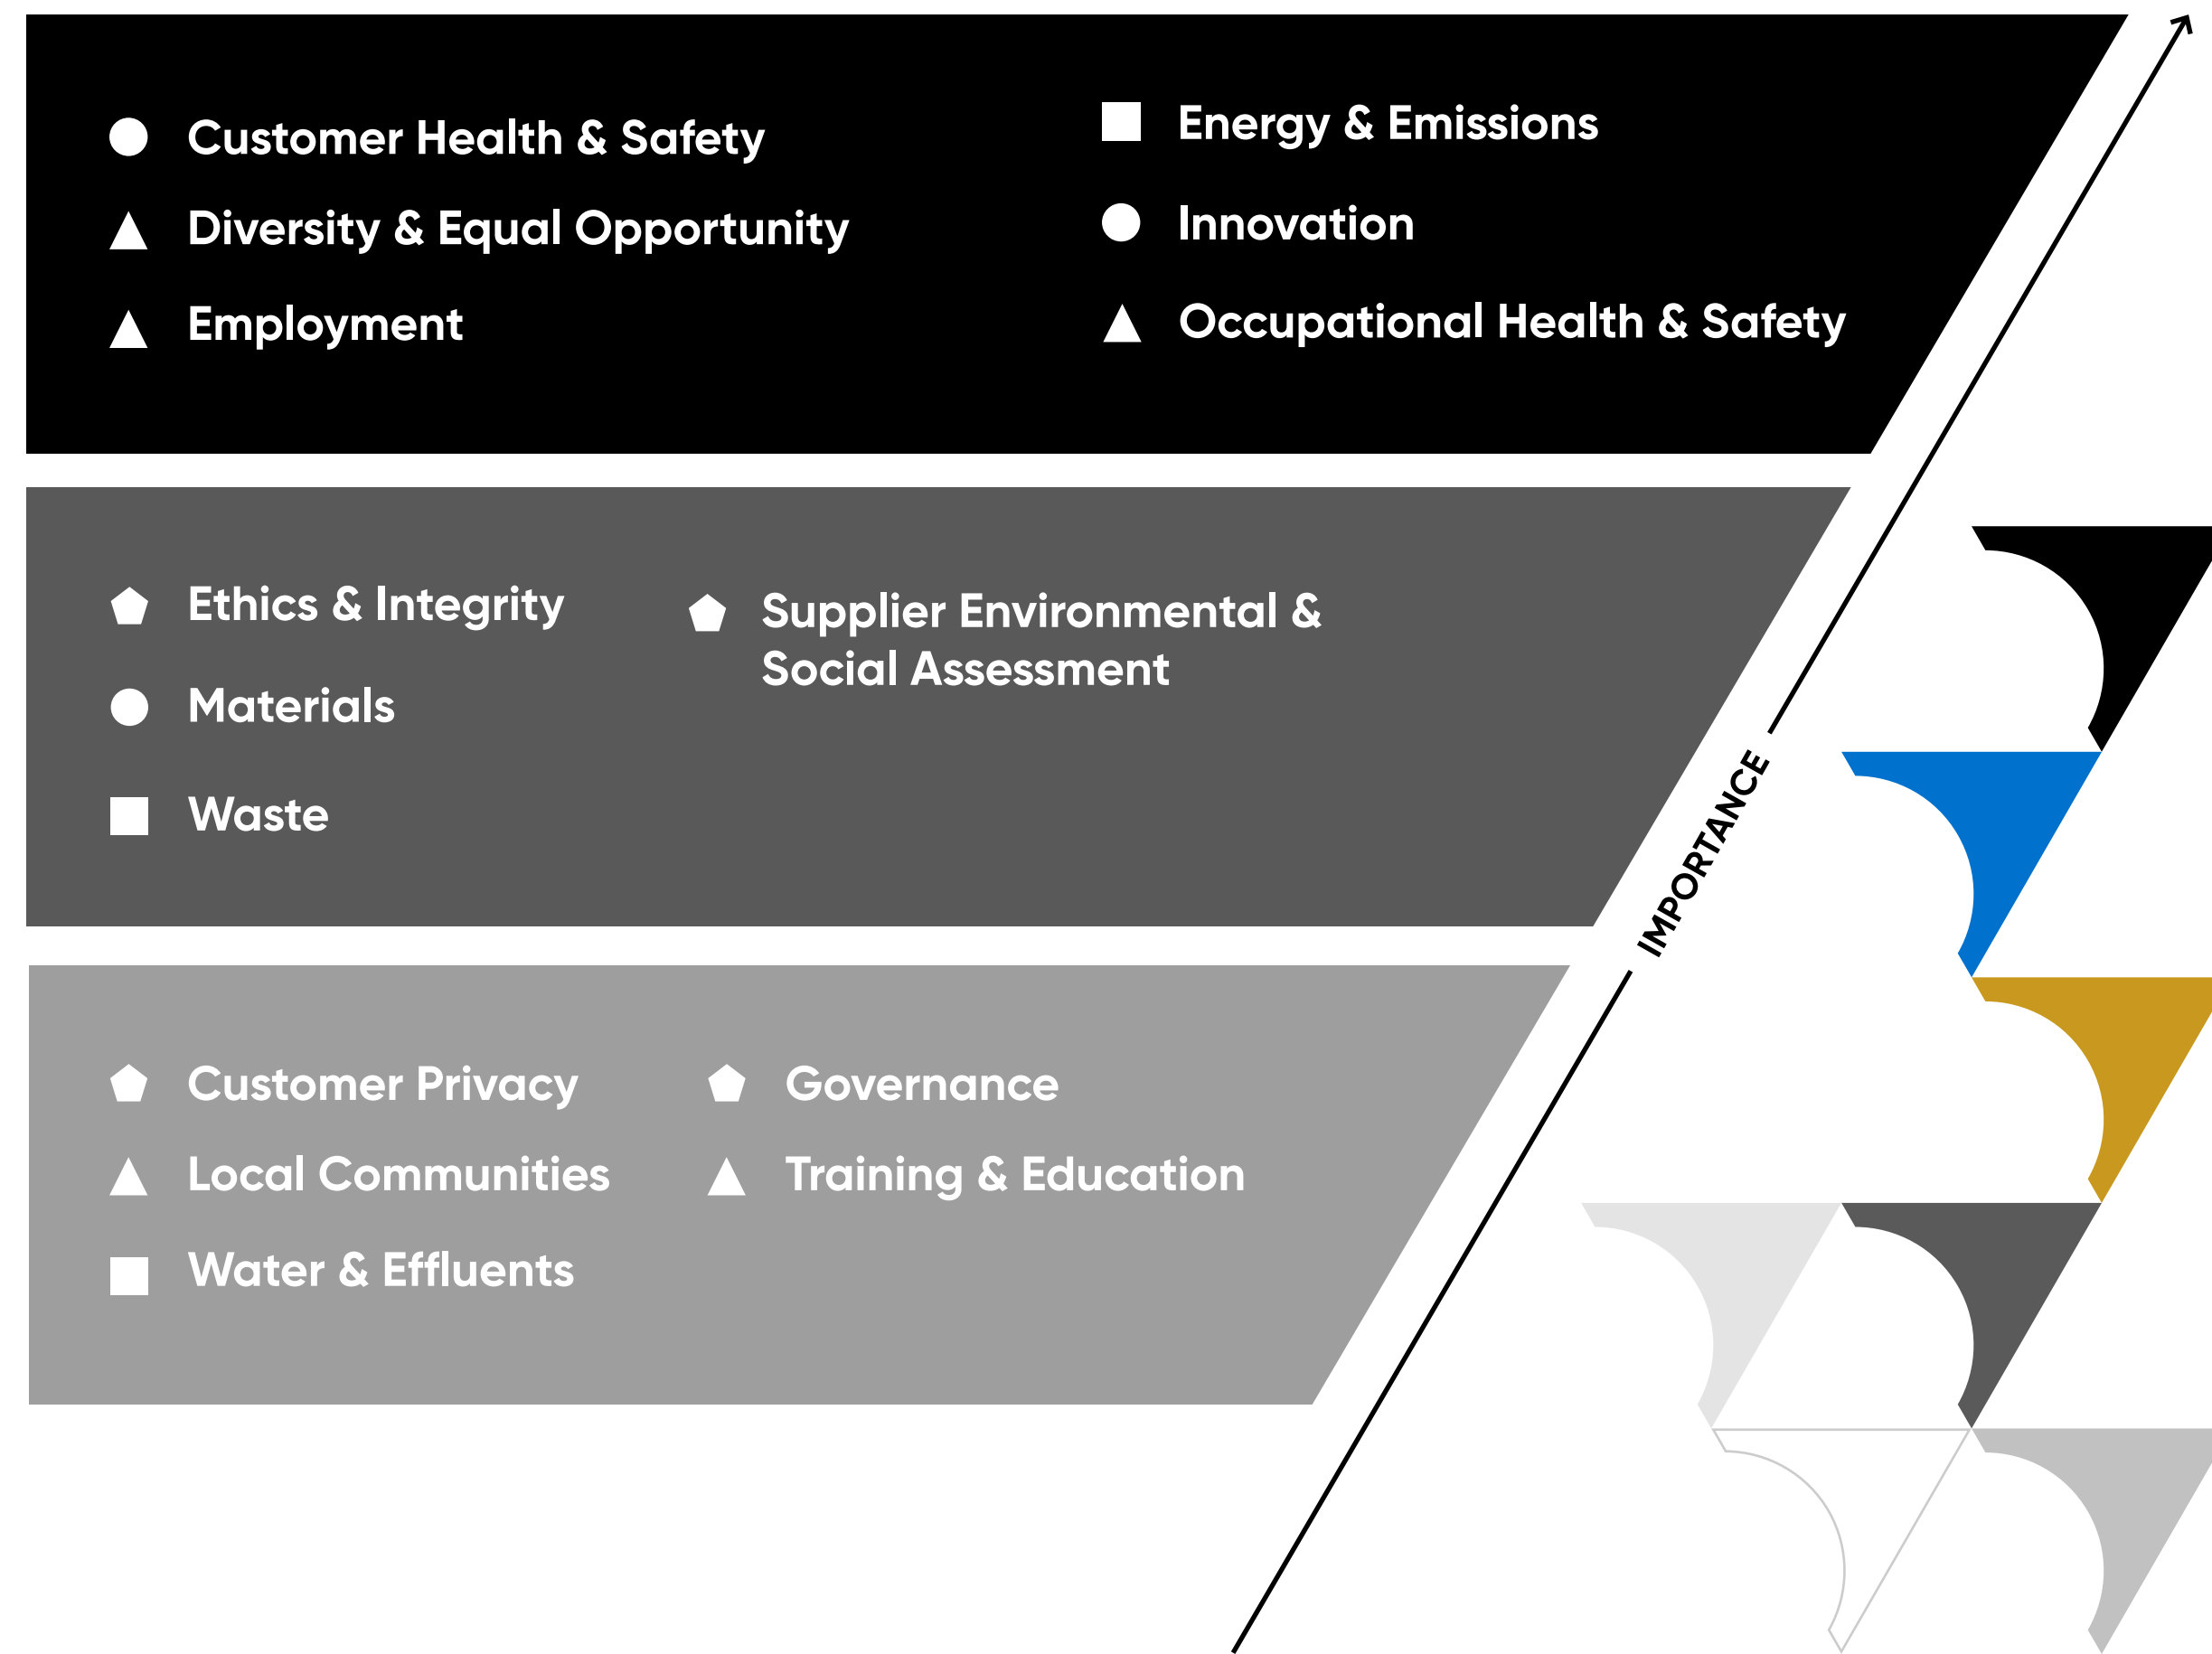 Customer Health & Safety
Diversity & Equal Opportunity
Employment
Energy & Emissions
Innovation
Occupational Health & Safety
Ethics & Integrity
Materials
Waste
Supplier Environmental &
Social Assessment
Customer Privacy
Local Communities
Water & Effluents
Governance
Training & Education
IMPORTANCE